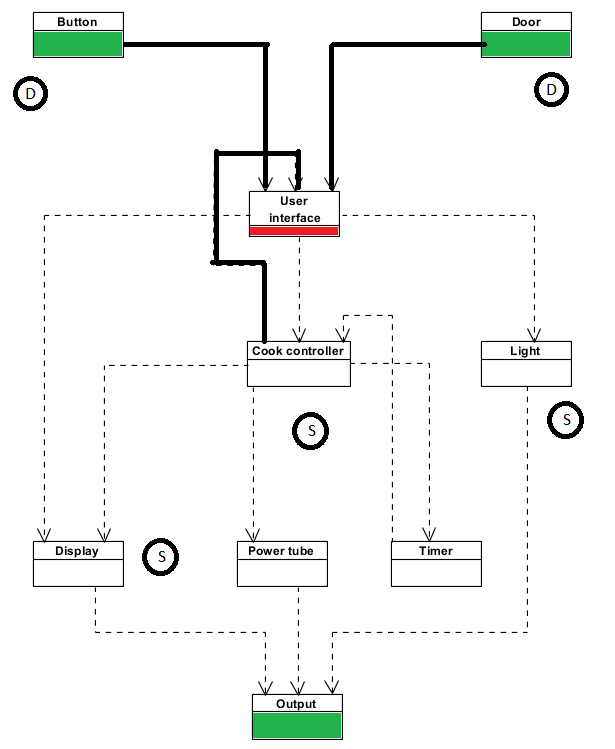 Button
Door
D
D
User
interface
Cook controller
Light
S
S
Display
S
Power tube
Timer
Output